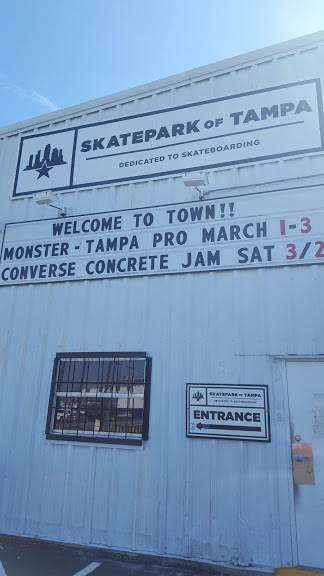 SKATEPARK OF TAMPA
DEDICATED TO SKATEBOARDING
WELCOME TO TOWN!!
MONSTER - TAMPA PRO MARCH 1-3
CONVERSE CONCRETE JAM SAT 3/2
SKATEPARK OF TAMPA
DEDICATED TO SKATEBOARDING
ENTRANCE